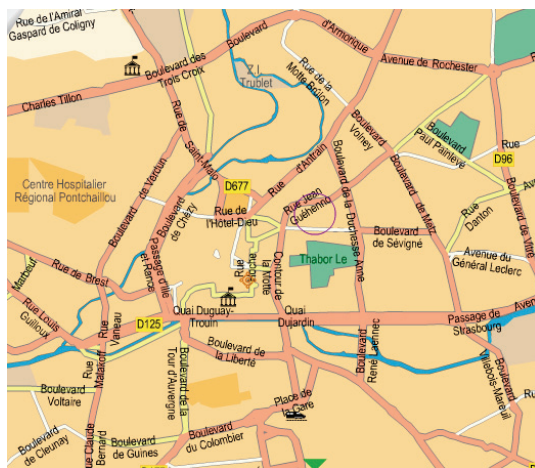 Rue de l'Amiral
Gaspard de Coligny
Boulevard
d'Armorique
Avenue de Rochester
Boulevard des
Trois Croix
Z I
Trublet
Rue de la
Motte Brûlon
Charles Tillon
Rue de
Saint-Malo
Boulevard
Volney
Boulevard
Paul Painlevé
Rue
D96
Boulevard de Verdun
Rue
d'Antrain
Centre Hospitalier
Régional Pontchaillou
D677
Boulevard
de Chézy
Rue de
l'Hôtel-Dieu
Rue Jean
Guéhenno
Boulevard de la
Duchesse Anne
Boulevard de Metz
Rue
Danton
Boulevard de Vitré
Boulevard
de Sévigné
Avenue du
Général Leclerc
Passage d'Ille
et Rance
Rue de Brest
Marbeuf
Rue
Hoche
Contour de
la Motte
Thabor Le
Rue Louis
Guilloux
Rue
Vaneau
D125
Quai Duguay-
Trouin
Quai
Dujardin
Passage de
Strasbourg
Aven
Rue
Malakoff
Boulevard de
la Liberté
Boulevard
René Laennec
Villebois-Mareuil
Boulevard de la
Tour d'Auvergne
Boulevard
Voltaire
Place de
la Gare
Rue
Boulevard
de Cleunay
Rue Claude
Bernard
Boulevard
de Guines
Boulevard
du Colombier